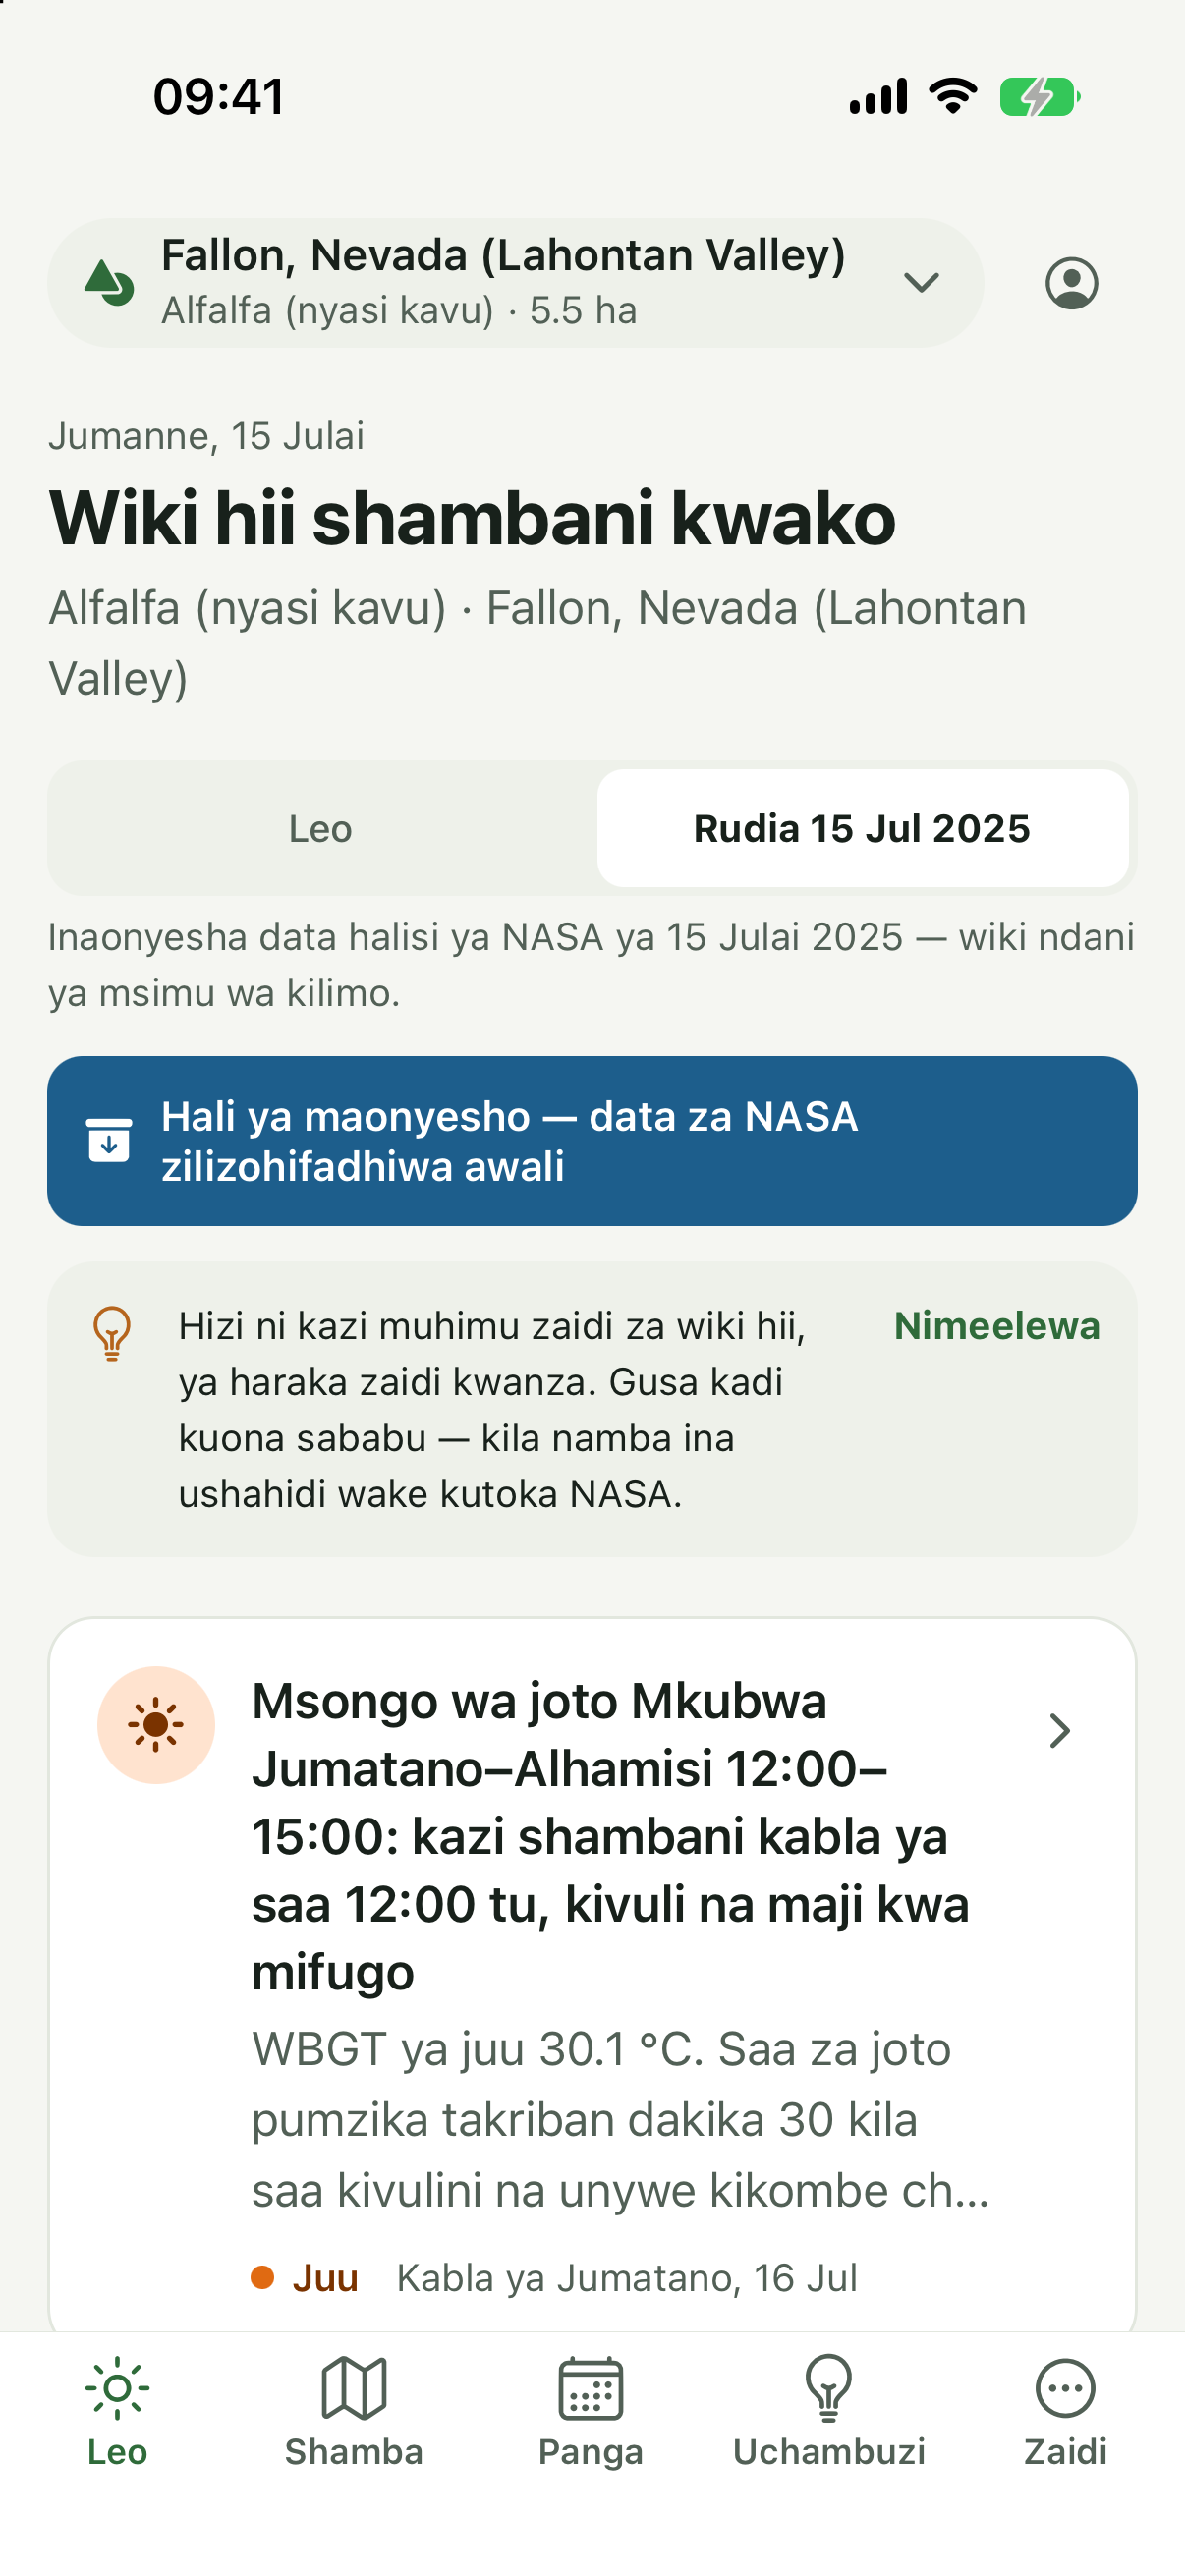 09:41
Fallon, Nevada (Lahontan Valley)
Alfalfa (nyasi kavu) · 5.5 ha
Jumanne, 15 Julai
Wiki hii shambani kwako
Alfalfa (nyasi kavu) · Fallon, Nevada (Lahontan
Valley)
Leo
Rudia 15 Jul 2025
Inaonyesha data halisi ya NASA ya 15 Julai 2025 — wiki ndani
ya msimu wa kilimo.
Hali ya maonyesho — data za NASA
zilizohifadhiwa awali
Hizi ni kazi muhimu zaidi za wiki hii,
ya haraka zaidi kwanza. Gusa kadi
kuona sababu — kila namba ina
ushahidi wake kutoka NASA.
Nimeelewa
Msongo wa joto Mkubwa
Jumatano–Alhamisi 12:00–
15:00: kazi shambani kabla ya
saa 12:00 tu, kivuli na maji kwa
mifugo
WBGT ya juu 30.1 °C. Saa za joto
pumzika takriban dakika 30 kila
saa kivulini na unywe kikombe ch...
Juu
Kabla ya Jumatano, 16 Jul
Leo
Shamba
Panga
Uchambuzi
Zaidi